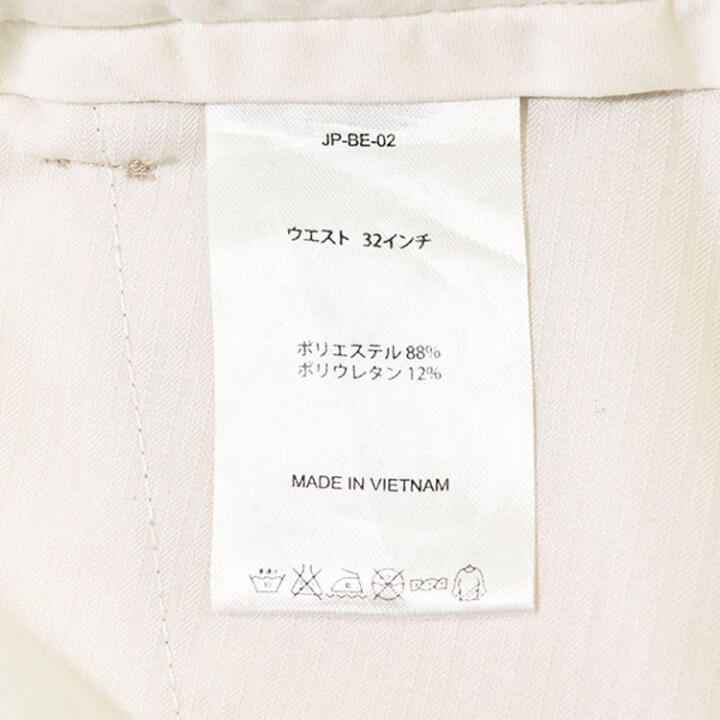 JP-BE-02
ウエスト 32インチ
ポリエステル 88%
ポリウレタン 12%
MADE IN VIETNAM